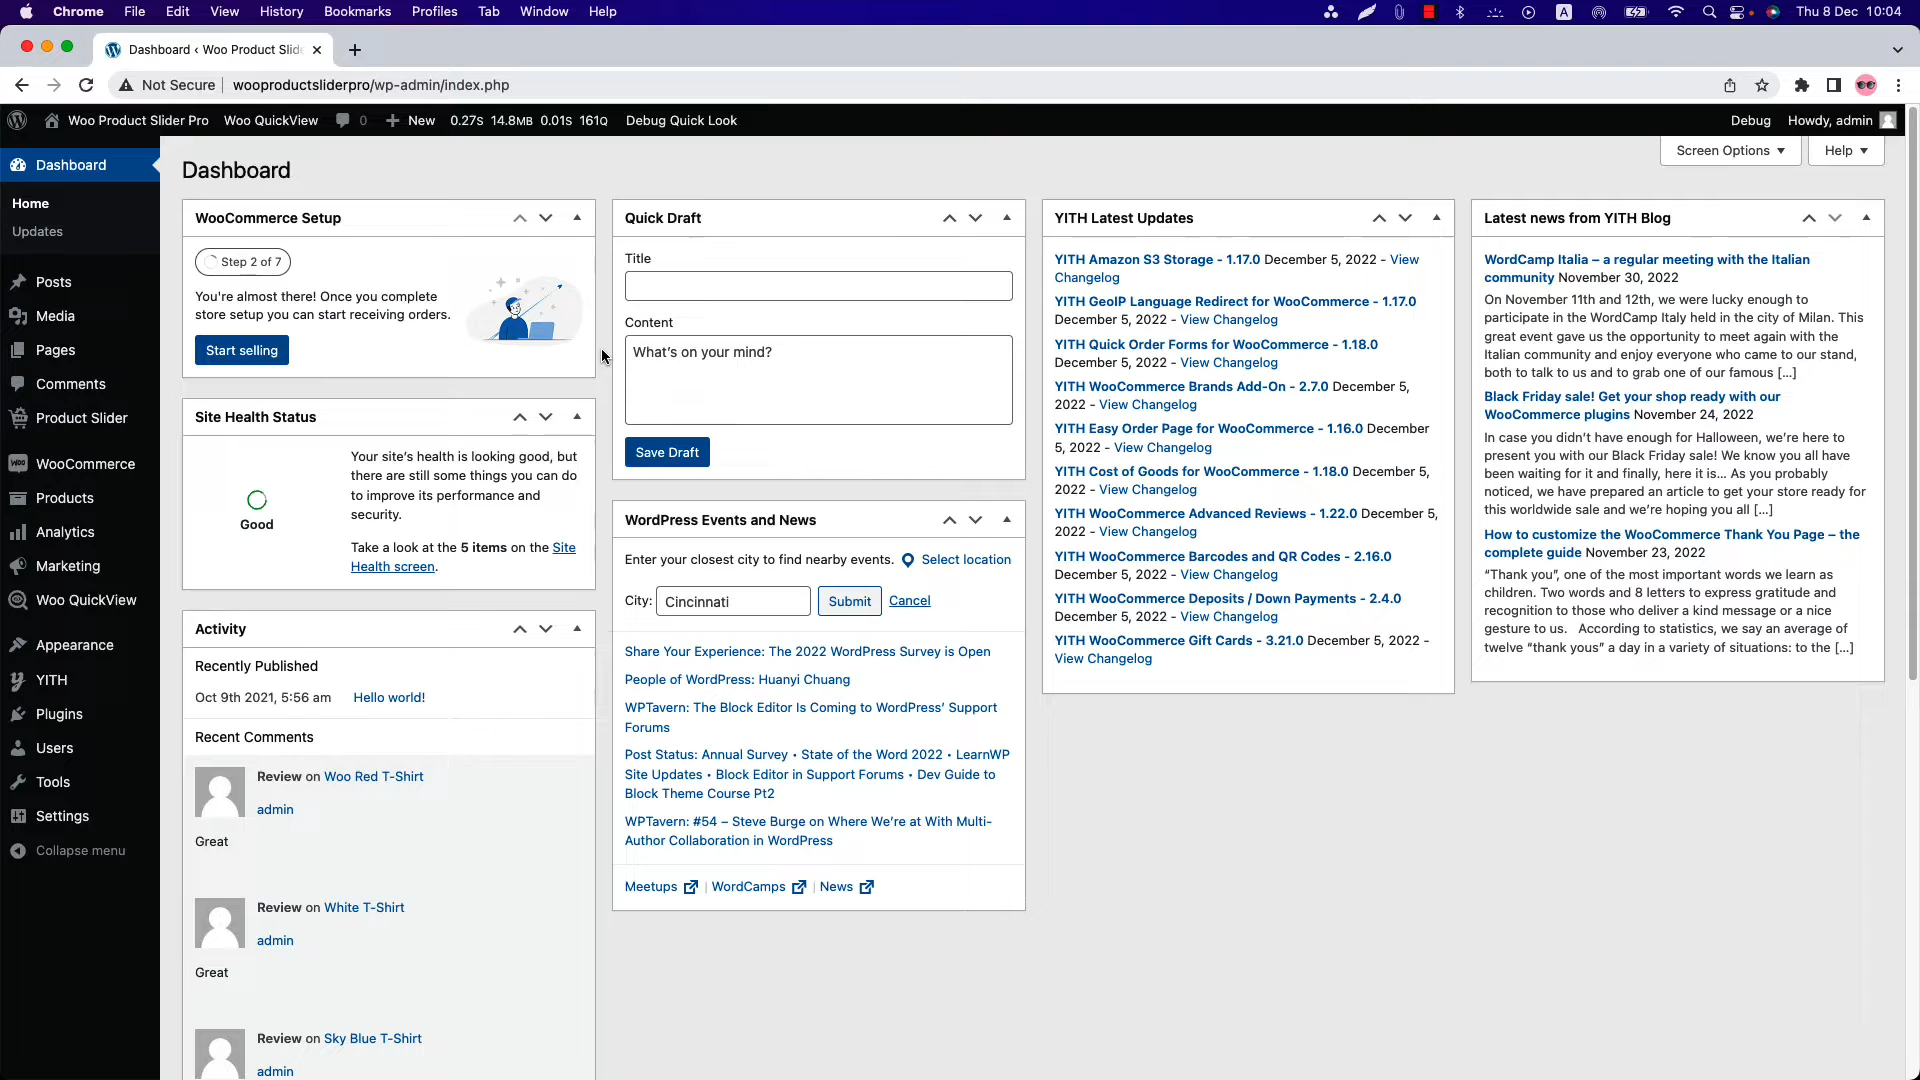 Chrome File Edit View History Bookmarks Profiles Tab Window Help
A
Thu 8 Dec 10:04
Dashboard ‹ Woo Product Slide
Not Secure
wooproductsliderpro/wp-admin/index.php
Woo Product Slider Pro Woo QuickView 0 New 0.27S 14.8MB 0.01S 161Q Debug Quick Look
Debug Howdy, admin
Dashboard
Home
Updates
Posts
Media
Pages
Comments
Product Slider
WooCommerce
Products
Analytics
Marketing
Woo QuickView
Appearance
YITH
Plugins
Users
Tools
Settings
Collapse menu
Dashboard
Screen Options
Help
WooCommerce Setup
Step 2 of 7
You're almost there! Once you complete
store setup you can start receiving orders.
Start selling
Site Health Status
Good
Your site's health is looking good, but
there are still some things you can do
to improve its performance and
security.
Take a look at the 5 items on the Site
Health screen.
Activity
Recently Published
Oct 9th 2021, 5:56 am Hello world!
Recent Comments
Review on Woo Red T-Shirt
admin
Great
Review on White T-Shirt
admin
Great
Review on Sky Blue T-Shirt
admin
Quick Draft
Title
Content
What's on your mind?
Save Draft
WordPress Events and News
Enter your closest city to find nearby events. Select location
City: Cincinnati Submit Cancel
Share Your Experience: The 2022 WordPress Survey is Open
People of WordPress: Huanyi Chuang
WPTavern: The Block Editor Is Coming to WordPress' Support
Forums
Post Status: Annual Survey • State of the Word 2022 • LearnWP
Site Updates • Block Editor in Support Forums • Dev Guide to
Block Theme Course Pt2
WPTavern: #54 – Steve Burge on Where We're at With Multi-
Author Collaboration in WordPress
Meetups | WordCamps | News
YITH Latest Updates
YITH Amazon S3 Storage - 1.17.0 December 5, 2022 - View
Changelog
YITH GeoIP Language Redirect for WooCommerce - 1.17.0
December 5, 2022 - View Changelog
YITH Quick Order Forms for WooCommerce - 1.18.0
December 5, 2022 - View Changelog
YITH WooCommerce Brands Add-On - 2.7.0 December 5,
2022 - View Changelog
YITH Easy Order Page for WooCommerce - 1.16.0 December
5, 2022 - View Changelog
YITH Cost of Goods for WooCommerce - 1.18.0 December 5,
2022 - View Changelog
YITH WooCommerce Advanced Reviews - 1.22.0 December 5,
2022 - View Changelog
YITH WooCommerce Barcodes and QR Codes - 2.16.0
December 5, 2022 - View Changelog
YITH WooCommerce Deposits / Down Payments - 2.4.0
December 5, 2022 - View Changelog
YITH WooCommerce Gift Cards - 3.21.0 December 5, 2022 -
View Changelog
Latest news from YITH Blog
WordCamp Italia – a regular meeting with the Italian
community November 30, 2022
On November 11th and 12th, we were lucky enough to
participate in the WordCamp Italy held in the city of Milan. This
great event gave us the opportunity to meet again with the
Italian community and enjoy everyone who came to our stand,
both to talk to us and to grab one of our famous [...]
Black Friday sale! Get your shop ready with our
WooCommerce plugins November 24, 2022
In case you didn't have enough for Halloween, we're here to
present you with our Black Friday sale! We know you all have
been waiting for it and finally, here it is... As you probably
noticed, we have prepared an article to get your store ready for
this worldwide sale and we're hoping you all [...]
How to customize the WooCommerce Thank You Page – the
complete guide November 23, 2022
“Thank you”, one of the most important words we learn as
children. Two words and 8 letters to express gratitude and
recognition to those who deliver a kind message or a nice
gesture to us. According to statistics, we say an average of
twelve “thank yous” a day in a variety of situations: to the [...]